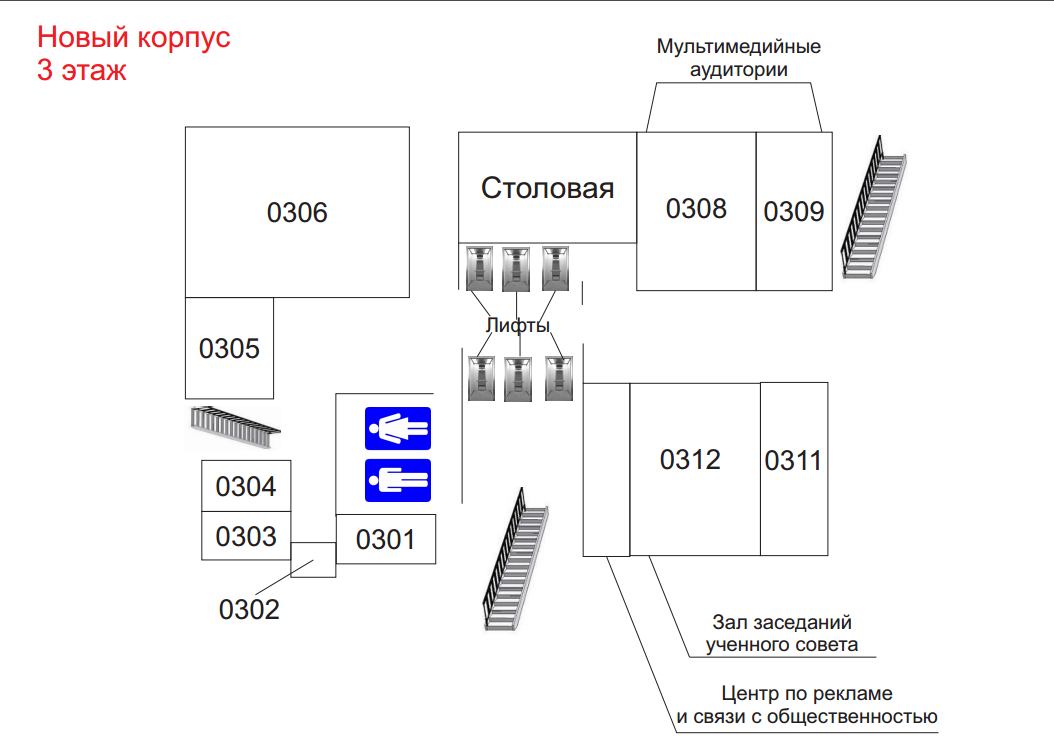 Новый корпус
3 этаж
Мультимедийные
аудитории
Столовая
0306
0308
0309
Лифты
0305
0312
0311
0304
0303
0301
0302
Зал заседаний
ученного совета
Центр по рекламе
и связи с общественностью